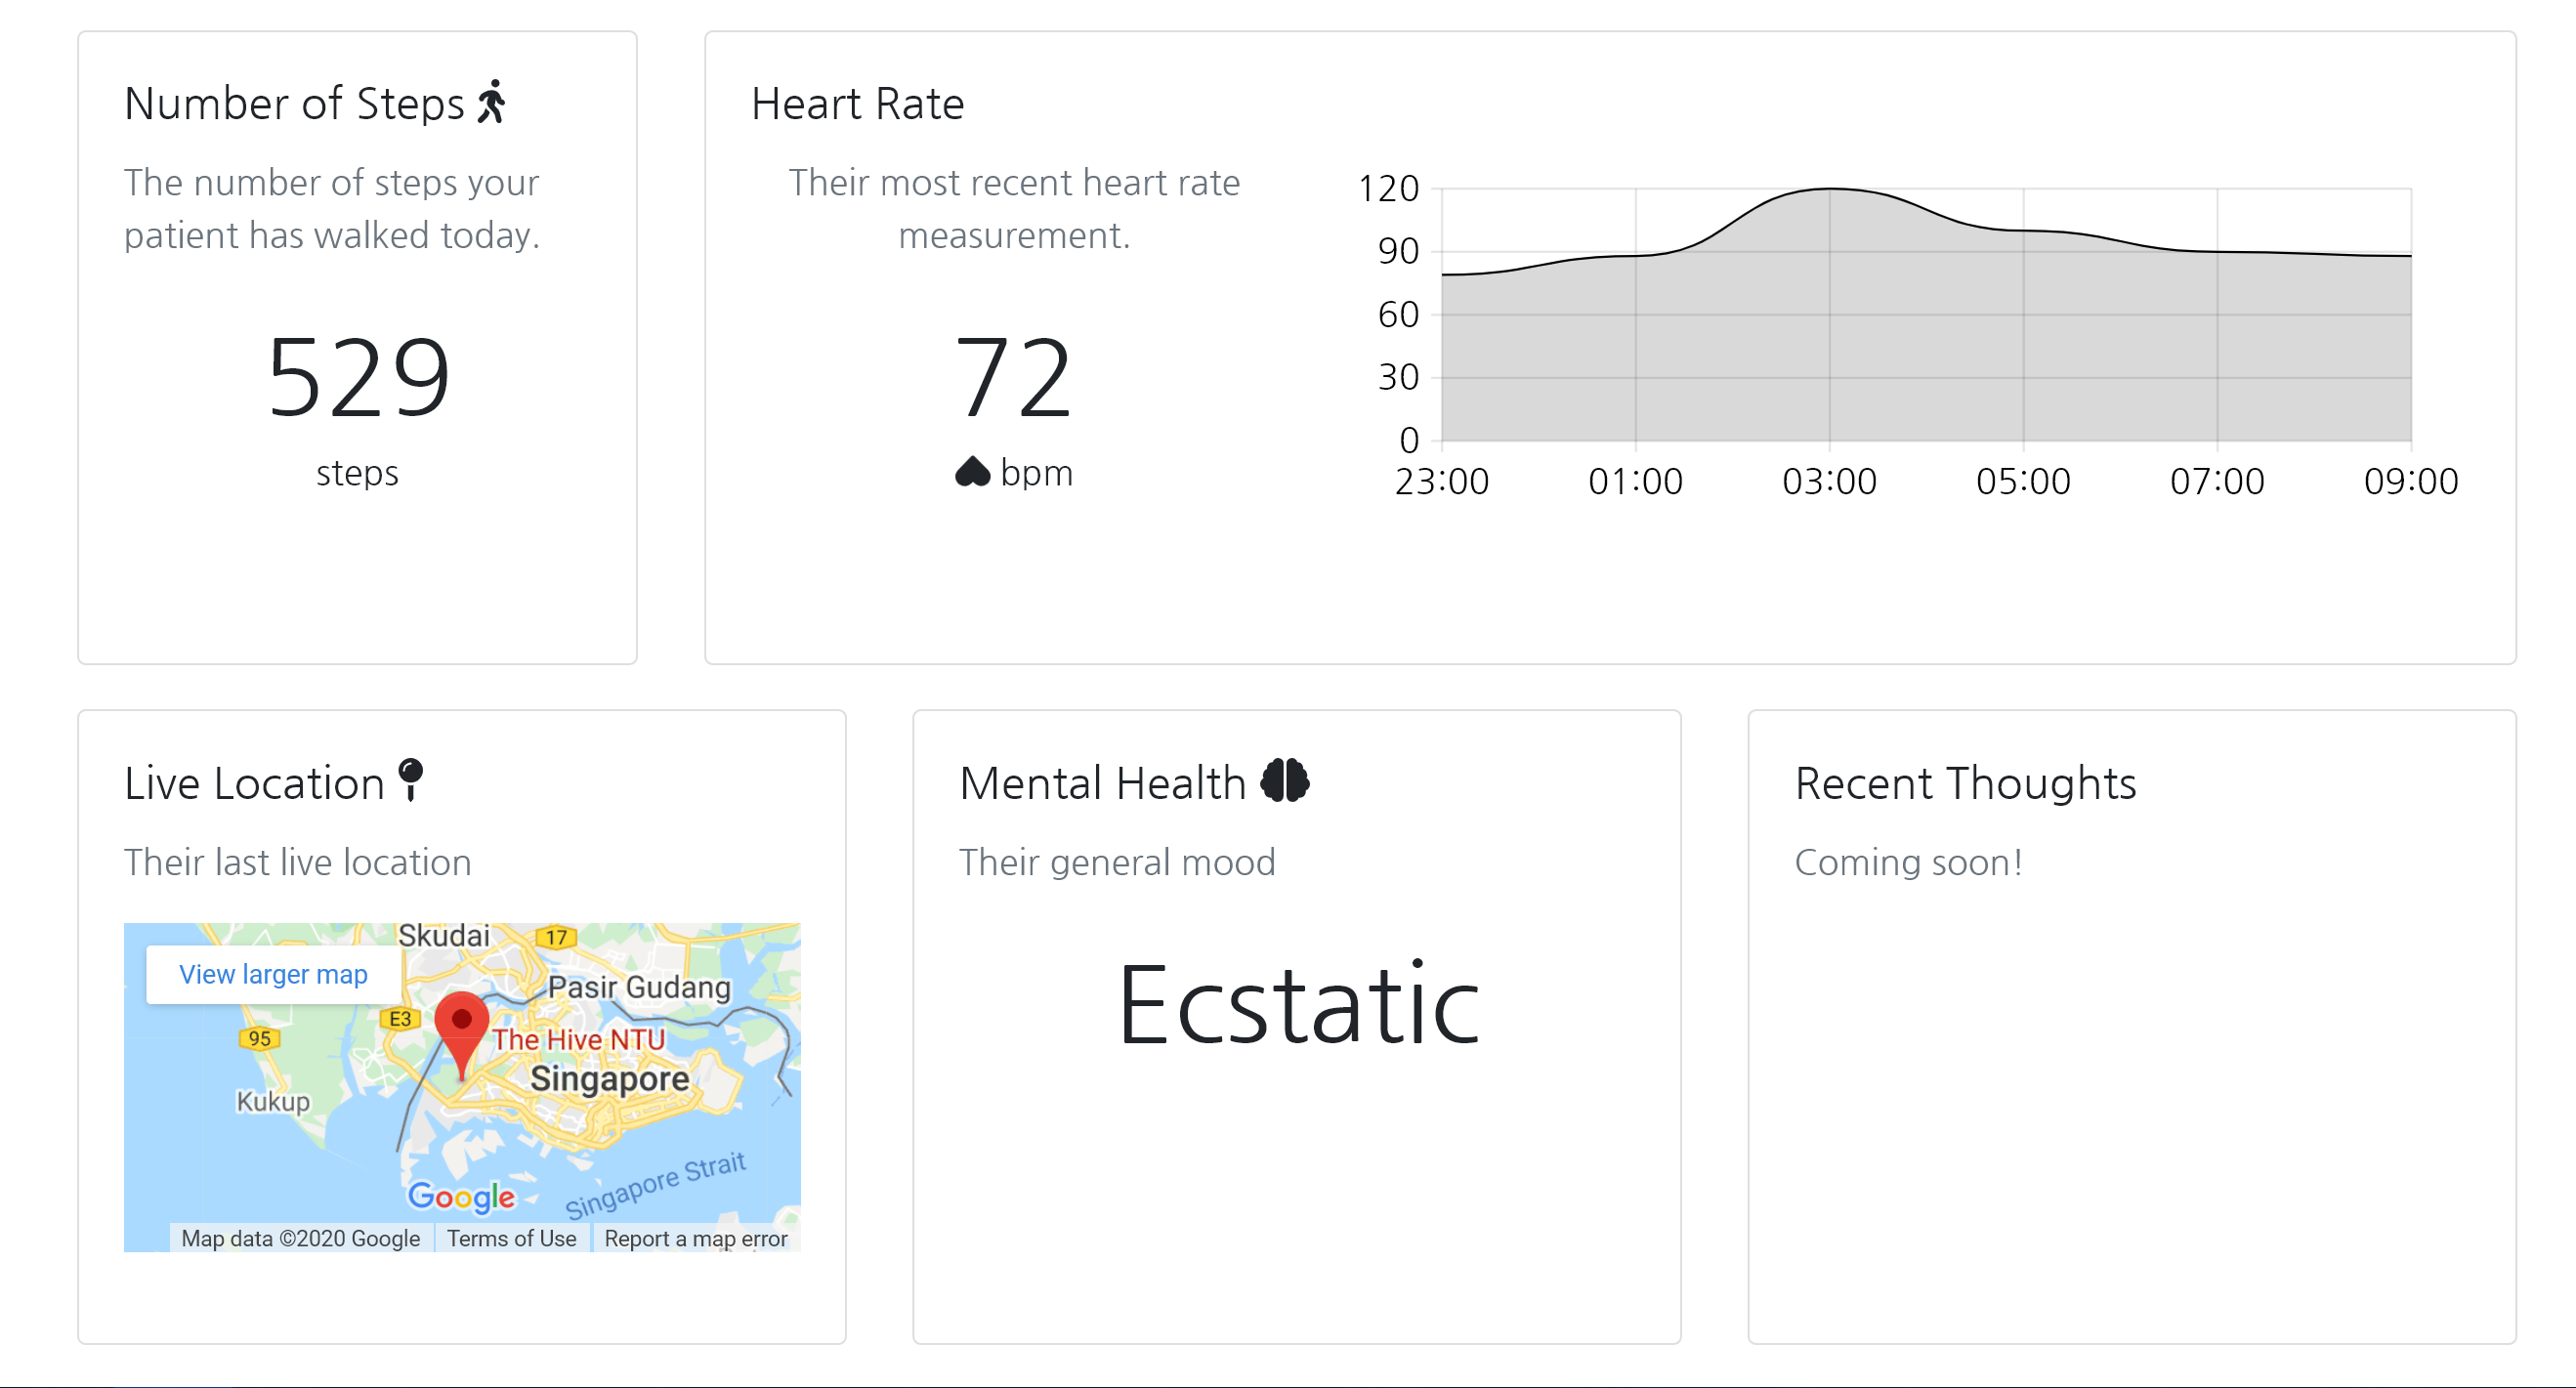 Number of Steps
The number of steps your
patient has walked today.
529
steps
Heart Rate
Their most recent heart rate
measurement.
72
bpm
120
90
60
30
0
23:00 01:00 03:00 05:00 07:00 09:00
Live Location
Their last live location
View larger map
Skudai
17
Pasir Gudang
E3
95
The Hive NTU
Singapore
Kukup
Singapore Strait
Google
Map data ©2020 Google Terms of Use Report a map error
Mental Health
Their general mood
Ecstatic
Recent Thoughts
Coming soon!